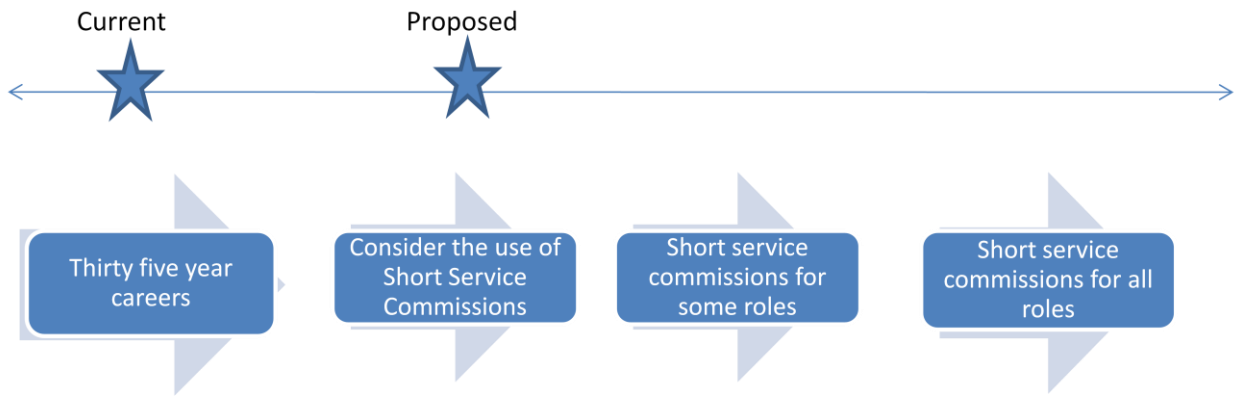 Current
Proposed
Thirty five year
careers
Consider the use of
Short Service
Commissions
Short service
commissions for
some roles
Short service
commissions for all
roles